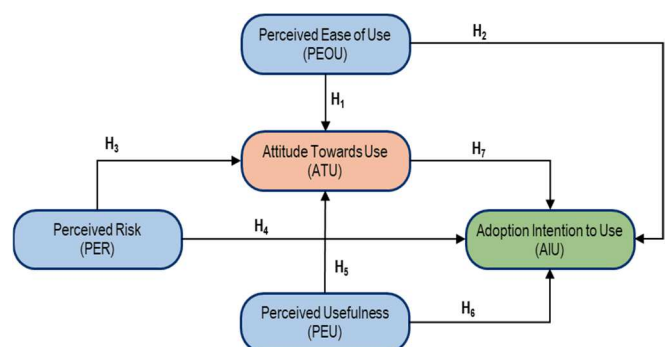 Perceived Ease of Use
(PEOU)
H2
H1
H3
Attitude Towards Use
(ATU)
H7
Perceived Risk
(PER)
H4
Adoption Intention to Use
(AIU)
H5
Perceived Usefulness
(PEU)
H6